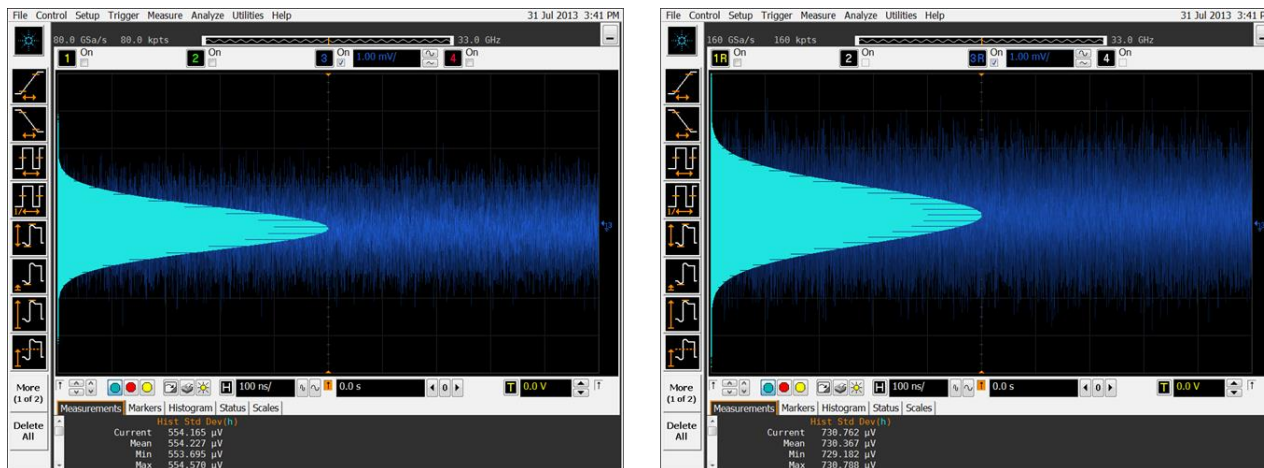 File Control Setup Trigger Measure Analyze Utilities Help 31 Jul 2013 3:41 PM
80.0 GSa/s 80.0 kpts 33.0 GHz
1 On 2 On 3 On 1.00 mV/ 4 On
More
(1 of 2)
Delete
All
H 100 ns/ T 0.0 s 0 T 0.0 V
Measurements Markers Histogram Status Scales
Hist Std Dev(h)
Current 554.165 µV
Mean 554.227 µV
Min 553.695 µV
Max 554.570 µV
File Control Setup Trigger Measure Analyze Utilities Help 31 Jul 2013 3:41 P
160 GSa/s 160 kpts 33.0 GHz
1R On 2 On 3R On 1.00 mV/ 4 On
More
(1 of 2)
Delete
All
H 100 ns/ T 0.0 s 0 T 0.0 V
Measurements Markers Histogram Status Scales
Hist Std Dev(h)
Current 730.762 µV
Mean 730.367 µV
Min 729.182 µV
Max 730.788 µV